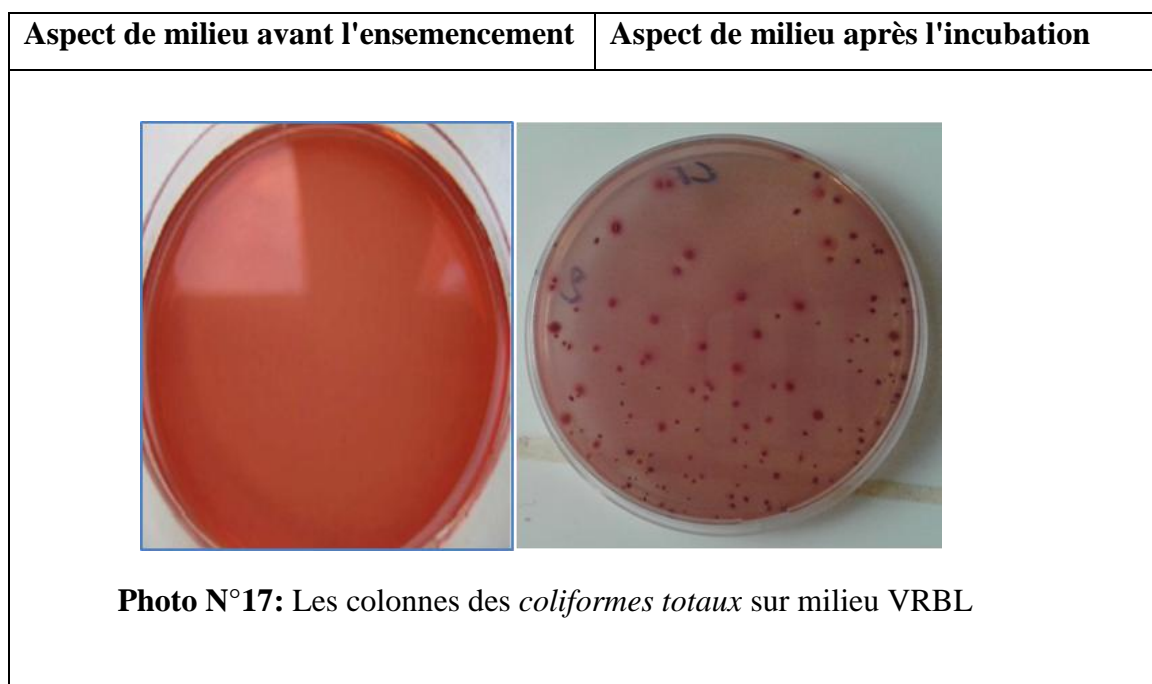 Aspect de milieu avant l'ensemencement
Aspect de milieu après l'incubation
Photo N°17: Les colonnes des coliformes totaux sur milieu VRBL